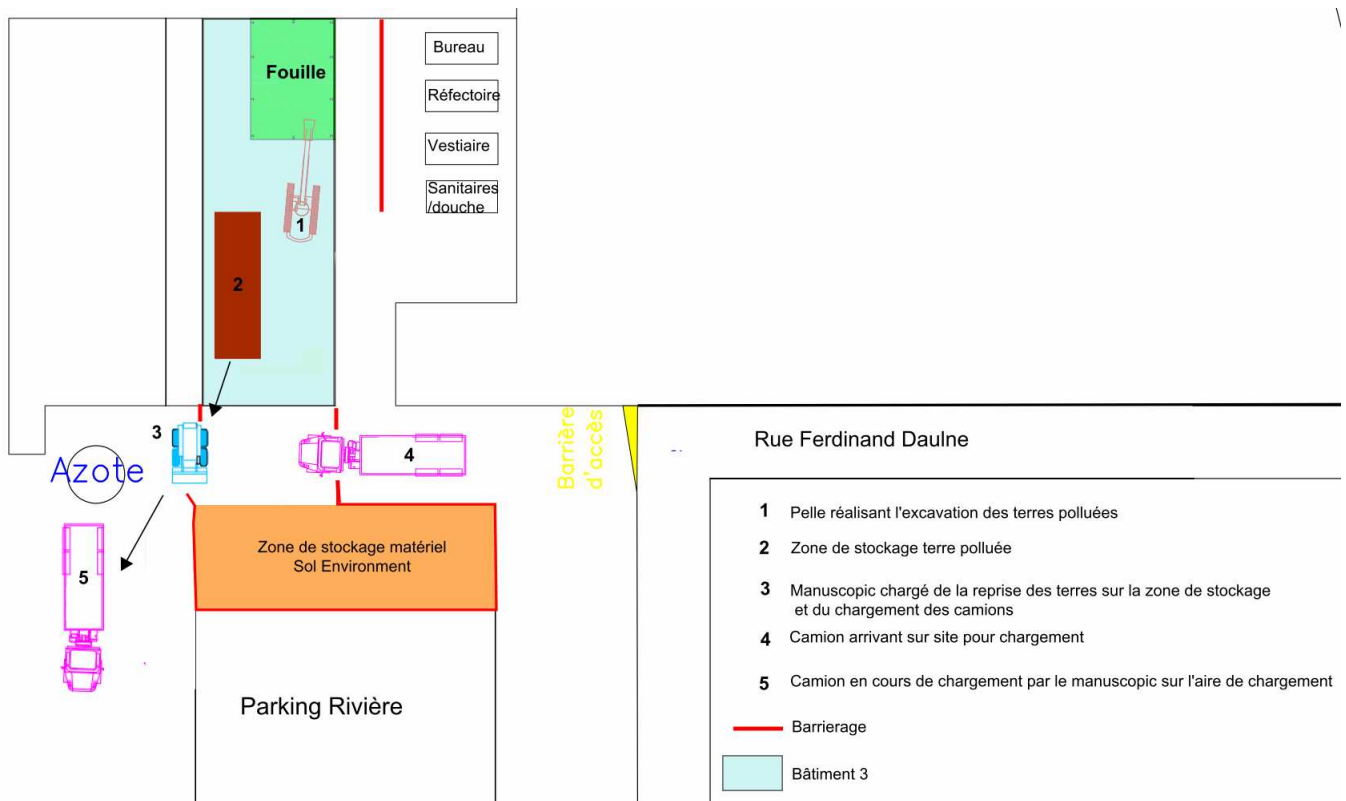 Bureau
Fouille
Réfectoire
Vestiaire
Sanitaires
/douche
1
2
3
4
Azote
Barrière
d'accès
Rue Ferdinand Daulne
Zone de stockage matériel
Sol Environment
5
Parking Rivière
1 Pelle réalisant l'excavation des terres polluées
2 Zone de stockage terre polluée
3 Manuscopic chargé de la reprise des terres sur la zone de stockage
et du chargement des camions
4 Camion arrivant sur site pour chargement
5 Camion en cours de chargement par le manuscopic sur l'aire de chargement
Barrierage
Bâtiment 3